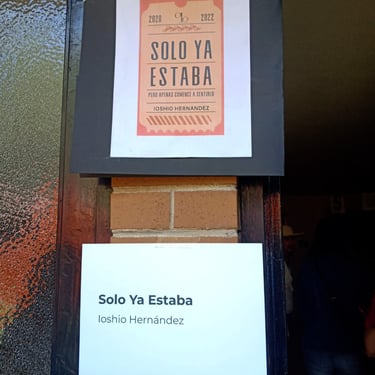 2020 2022
SOLO YA
ESTABA
PERO APENAS COMENCÉ A SENTIRLO
IOSHIO HERNÁNDEZ
Solo Ya Estaba
Ioshio Hernández